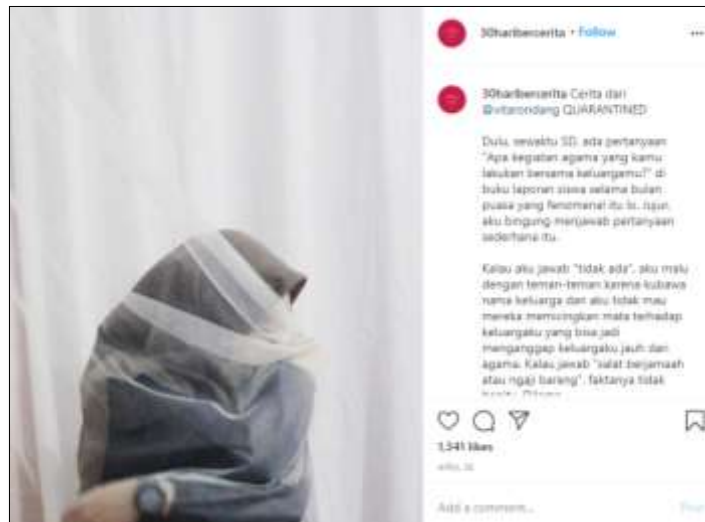 30haribercerita • Follow
30haribercerita Cerita dari
@vitarondang QUARANTINED
Dulu, sewaktu SD, ada pertanyaan
"Apa kegiatan agama yang kamu
lakukan bersama keluargamu?" di
buku laporan siswa selama bulan
puasa yang fenomenal itu lo. Jujur,
aku bingung menjawab pertanyaan
sederhana itu.
Kalau aku jawab "tidak ada", aku malu
dengan teman-teman karena kubawa
nama keluarga dan aku tidak mau
mereka memicingkan mata terhadap
keluargaku yang bisa jadi
menganggap keluargaku jauh dari
agama. Kalau jawab "salat berjamaah
atau ngaji bareng", faktanya tidak
1,341 likes
Add a comment...
Post